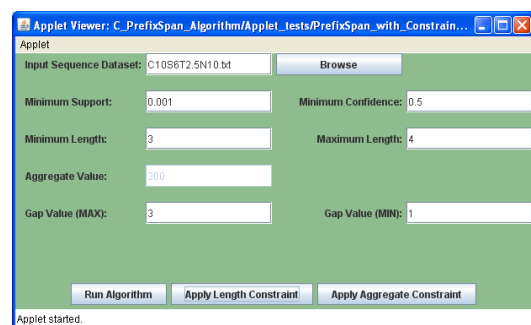 Applet Viewer: C_PrefixSpan_Algorithm/Applet_tests/PrefixSpan_with_Constrain...
Applet
Input Sequence Dataset: C10S6T2.5N10.txt Browse
Minimum Support: 0.001 Minimum Confidence: 0.5
Minimum Length: 3 Maximum Length: 4
Aggregate Value: 300
Gap Value (MAX): 3 Gap Value (MIN): 1
Run Algorithm Apply Length Constraint Apply Aggregate Constraint
Applet started.